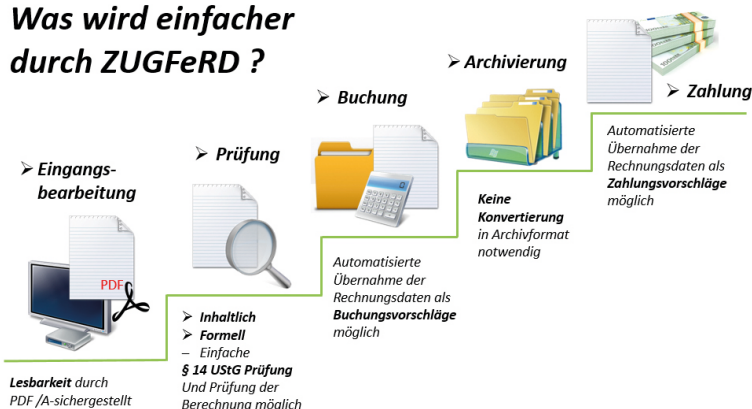 Was wird einfacher
durch ZUGFeRD ?
➢ Eingangs-
bearbeitung
PDF
Lesbarkeit durch
PDF /A-sichergestellt
➢ Prüfung
➢ Inhaltlich
➢ Formell
– Einfache
§ 14 UStG Prüfung
Und Prüfung der
Berechnung möglich
➢ Buchung
0
Automatisierte
Übernahme der
Rechnungsdaten als
Buchungsvorschläge
möglich
➢ Archivierung
Keine
Konvertierung
in Archivformat
notwendig
➢ Zahlung
Automatisierte
Übernahme der
Rechnungsdaten als
Zahlungsvorschläge
möglich